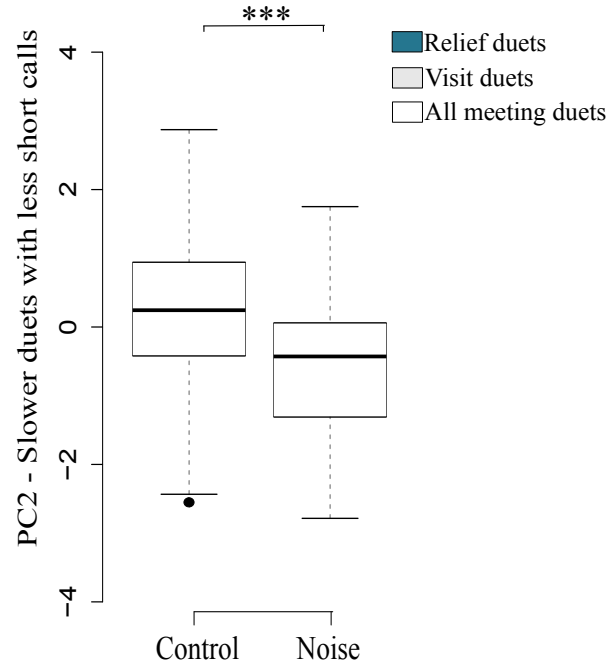 ***
Relief duets
Visit duets
All meeting duets
PC2 - Slower duets with less short calls
4
2
0
−2
−4
Control
Noise